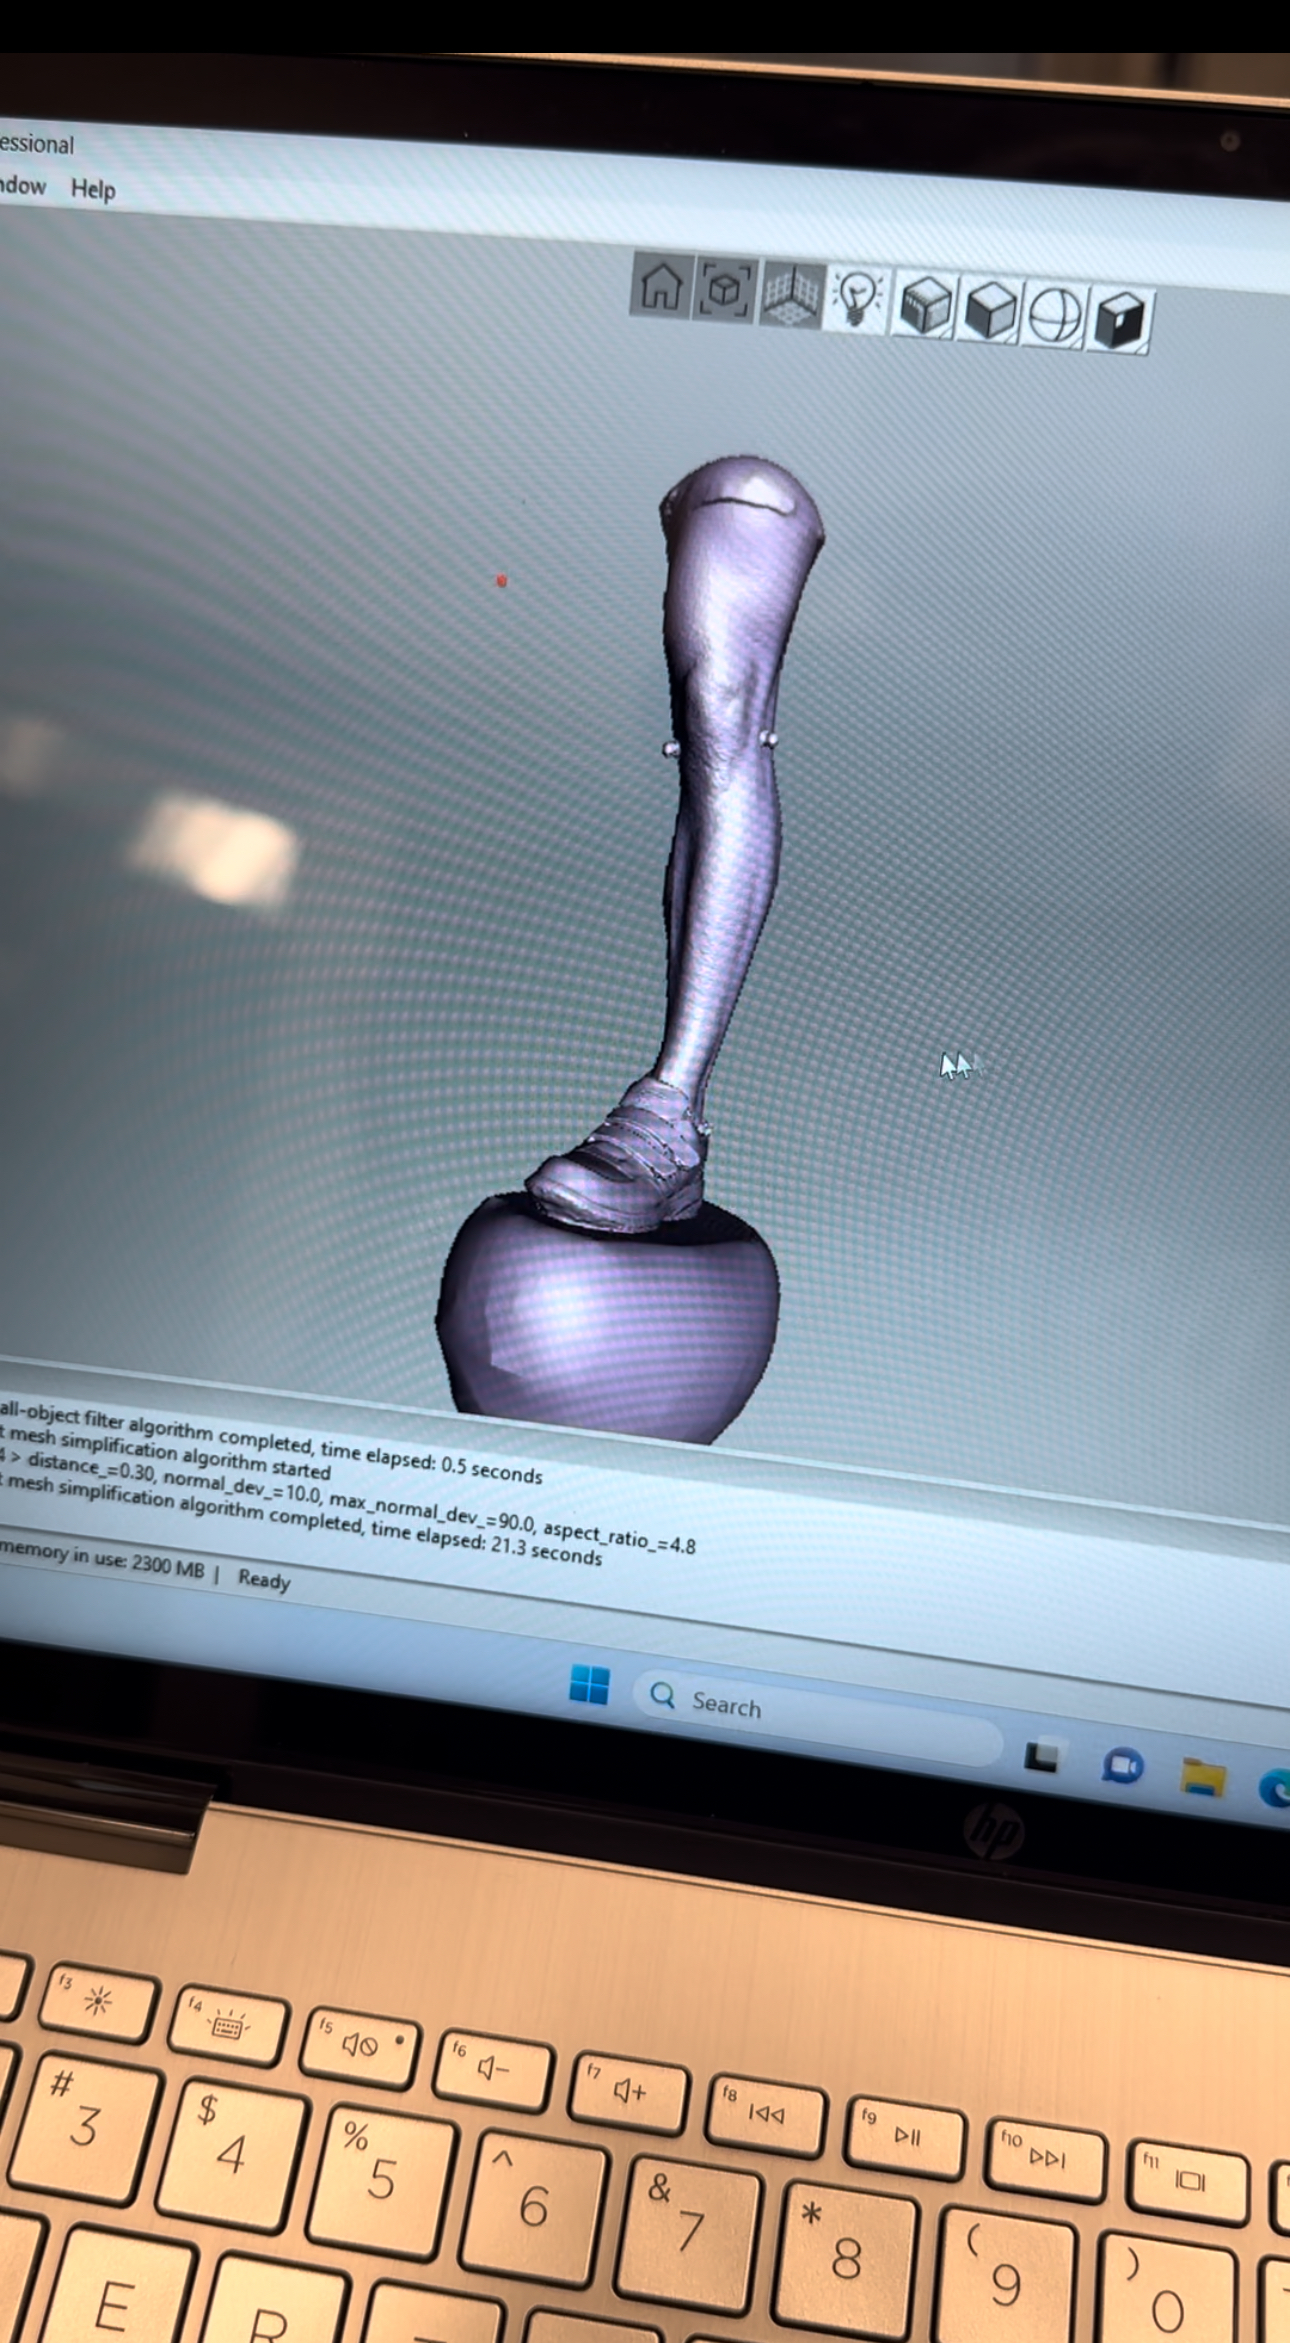 essional
ndow Help
all-object filter algorithm completed, time elapsed: 0.5 seconds
t mesh simplification algorithm started
4 > distance_=0.30, normal_dev_=10.0, max_normal_dev_=90.0, aspect_ratio_=4.8
t mesh simplification algorithm completed, time elapsed: 21.3 seconds
memory in use: 2300 MB | Ready
Search
hp
f3 f4 f5 f6 f7 f8 f9 f10 f11
# $ % ^ & * ( )
3 4 5 6 7 8 9 0
E R